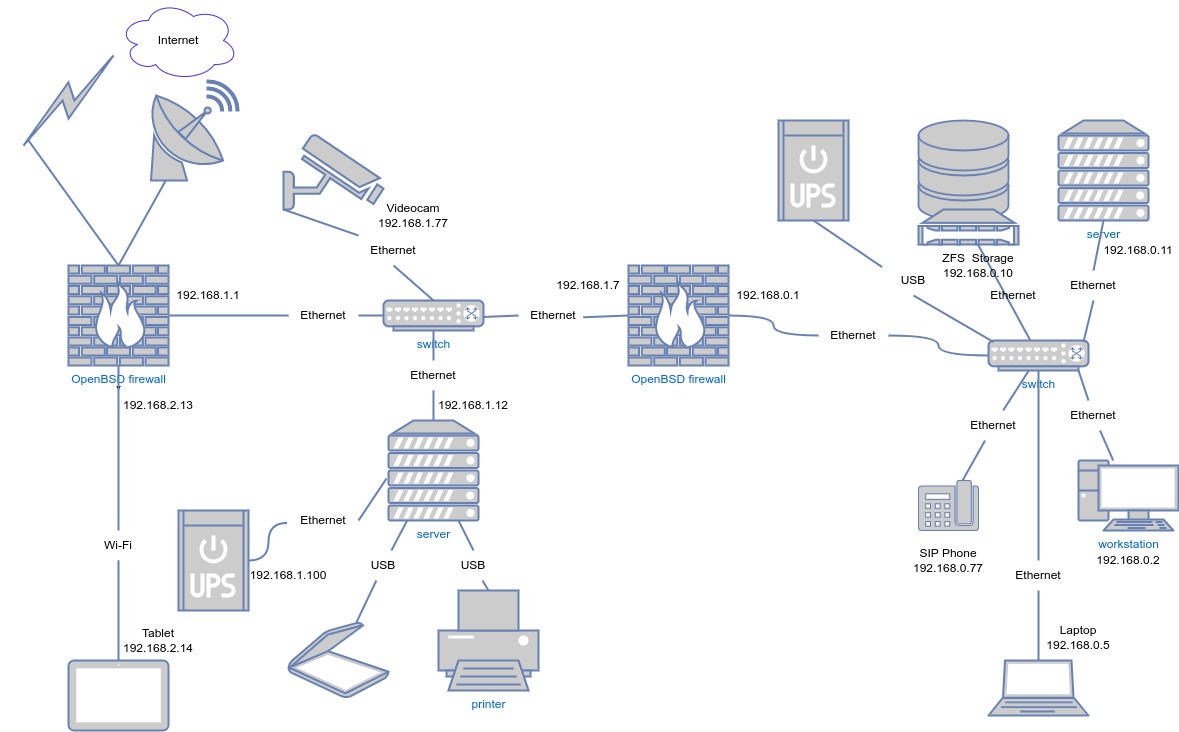 Internet
Videocam
192.168.1.77
Ethernet
192.168.1.1
Ethernet
switch
Ethernet
192.168.1.7
192.168.0.1
Ethernet
OpenBSD firewall
OpenBSD firewall
UPS
USB
ZFS Storage
192.168.0.10
Ethernet
server
192.168.0.11
Ethernet
switch
Ethernet
192.168.1.12
server
192.168.2.13
Wi-Fi
Tablet
192.168.2.14
Ethernet
UPS
192.168.1.100
USB
USB
printer
Ethernet
SIP Phone
192.168.0.77
Ethernet
workstation
192.168.0.2
Ethernet
Laptop
192.168.0.5